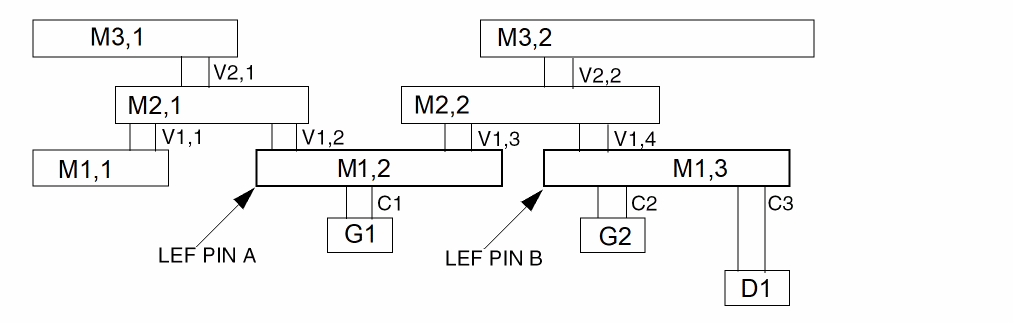 M3,1
M3,2
V2,1
V2,2
M2,1
M2,2
V1,1
V1,2
V1,3
V1,4
M1,1
M1,2
M1,3
C1
C2
C3
G1
G2
LEF PIN A
LEF PIN B
D1